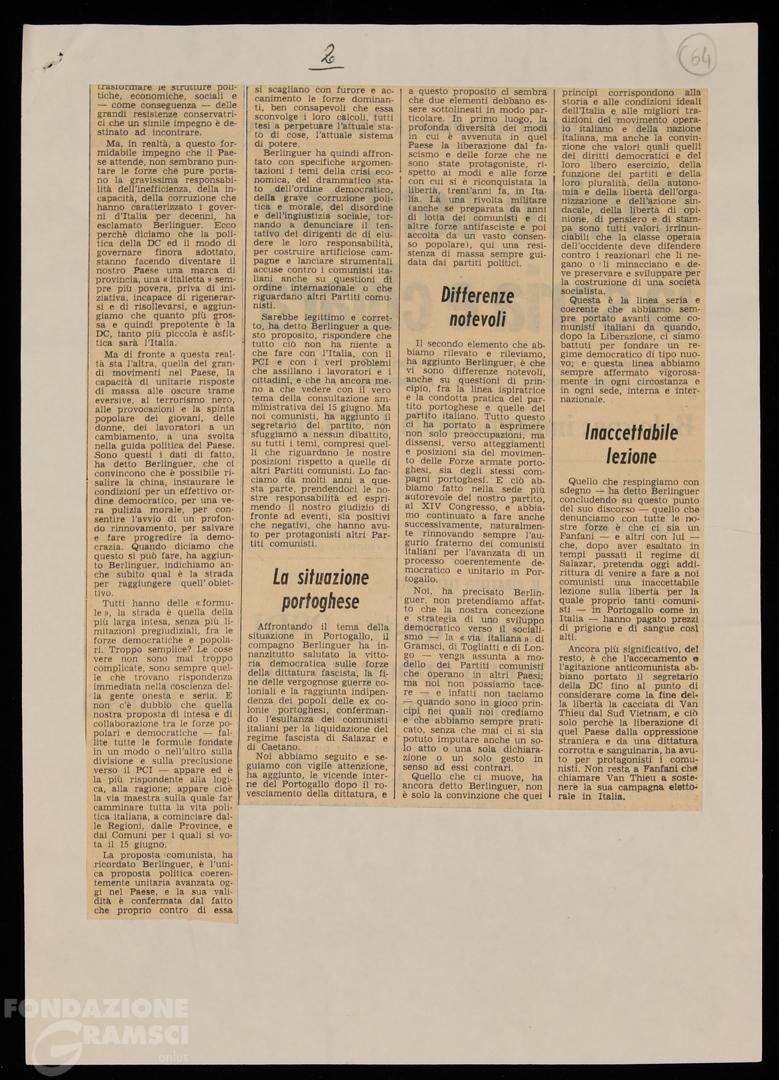 2
64
trasformare le strutture poli-
tiche, economiche, sociali e
— come conseguenza — delle
grandi resistenze conservatri-
ci che un simile impegno è de-
stinato ad incontrare.
Ma, in realtà, a questo for-
midabile impegno che il Pae-
se attende, non sembrano pun-
tare le forze che pure porta-
no la gravissima responsabi-
lità dell'inefficienza, della in-
capacità, della corruzione che
hanno caratterizzato i gover-
ni d'Italia per decenni, ha
esclamato Berlinguer. Ecco
perchè diciamo che la poli-
tica della DC ed il modo di
governare finora adottato,
stanno facendo diventare il
nostro Paese una marca di
provincia, una « italietta » sem-
pre più povera, priva di ini-
ziativa, incapace di rigenerar-
si e di risollevarsi, e aggiun-
giamo che quanto più gros-
sa e quindi prepotente è la
DC, tanto più piccola e asfit-
tica sarà l'Italia.
Ma di fronte a questa real-
tà sta l'altra, quella dei gran-
di movimenti nel Paese, la
capacità di unitarie risposte
di massa alle oscure trame
eversive, al terrorismo nero,
alle provocazioni e la spinta
popolare dei giovani, delle
donne, dei lavoratori a un
cambiamento, a una svolta
nella guida politica del Paese.
Sono questi i dati di fatto,
ha detto Berlinguer, che ci
convincono che è possibile ri-
salire la china, instaurare le
condizioni per un effettivo or-
dine democratico, per una ve-
ra pulizia morale, per con-
sentire l'avvio di un profon-
do rinnovamento, per salvare
e fare progredire la demo-
crazia. Quando diciamo che
questo si può fare, ha aggiun-
to Berlinguer, indichiamo an-
che subito qual è la strada
per raggiungere quell'obiet-
tivo.
Tutti hanno delle « formu-
le », la strada è quella della
più larga intesa, senza più li-
mitazioni pregiudiziali, fra le
forze democratiche e popola-
ri. Troppo semplice? Le cose
vere non sono mai troppo
complicate, sono sempre quel-
le che trovano rispondenza
immediata nella coscienza del-
la gente onesta e seria. E
non c'è dubbio che quella
nostra proposta di intesa e di
collaborazione tra le forze po-
polari e democratiche — fal-
lite tutte le formule fondate
in un modo o nell'altro sulla
divisione e sulla preclusione
verso il PCI — appare ed è
la più rispondente alla logi-
ca, alla ragione; appare cioè
la via maestra sulla quale far
camminare tutta la vita poli-
tica italiana, a cominciare dal-
le Regioni, dalle Province, e
dai Comuni per i quali si vo-
ta il 15 giugno.
La proposta comunista, ha
ricordato Berlinguer, è l'uni-
ca proposta politica coeren-
temente unitaria avanzata og-
gi nel Paese, e la sua vali-
dità è confermata dal fatto
che proprio contro di essa
si scagliano con furore e ac-
canimento le forze dominan-
ti, ben consapevoli che essa
sconvolge i loro calcoli, tutti
tesi a perpetuare l'attuale sta-
to di cose, l'attuale sistema
di potere.
Berlinguer ha quindi affron-
tato con specifiche argomen-
tazioni i temi della crisi eco-
nomica, del drammatico sta-
to dell'ordine democratico,
della grave corruzione poli-
tica e morale, del disordine
e dell'ingiustizia sociale, tor-
nando a denunciare il ten-
tativo dei dirigenti dc di elu-
dere le loro responsabilità,
per costruire artificiose cam-
pagne e lanciare strumentali
accuse contro i comunisti ita-
liani anche su questioni di
ordine internazionale o che
riguardano altri Partiti comu-
nisti.
Sarebbe legittimo e corret-
to, ha detto Berlinguer a que-
sto proposito, rispondere che
tutto ciò non ha niente a
che fare con l'Italia, con il
PCI e con i veri problemi
che assillano i lavoratori e i
cittadini, e che ha ancora me-
no a che vedere con il vero
tema della consultazione am-
ministrativa del 15 giugno. Ma
noi comunisti, ha aggiunto il
segretario del partito, non
sfuggiamo a nessun dibattito,
su tutti i temi, compresi quel-
li che riguardano le nostre
posizioni rispetto a quelle di
altri Partiti comunisti. Lo fac-
ciamo da molti anni a que-
sta parte, prendendoci le no-
stre responsabilità ed espri-
mendo il nostro giudizio di
fronte ad eventi, sia positivi
che negativi, che hanno avu-
to per protagonisti altri Par-
titi comunisti.
La situazione
portoghese
Affrontando il tema della
situazione in Portogallo, il
compagno Berlinguer ha in-
nanzitutto salutato la vitto-
ria democratica sulle forze
della dittatura fascista, la fi-
ne delle vergognose guerre co-
loniali e la raggiunta indipen-
denza dei popoli delle ex co-
lonie portoghesi, conferman-
do l'esultanza dei comunisti
italiani per la liquidazione del
regime fascista di Salazar e
di Caetano.
Noi abbiamo seguito e se-
guiamo con vigile attenzione,
ha aggiunto, le vicende inter-
ne del Portogallo dopo il ro-
vesciamento della dittatura, e
a questo proposito ci sembra
che due elementi debbano es-
sere sottolineati in modo par-
ticolare. In primo luogo, la
profonda diversità dei modi
in cui è avvenuta in quel
Paese la liberazione dal fa-
scismo e delle forze che ne
sono state protagoniste, ri-
spetto ai modi e alle forze
con cui si è riconquistata la
libertà, trent'anni fa, in Ita-
lia. Là una rivolta militare
(anche se preparata da anni
di lotta dei comunisti e di
altre forze antifasciste e poi
accolta da un vasto consen-
so popolare), qui una resi-
stenza di massa sempre gui-
data dai partiti politici.
Differenze
notevoli
Il secondo elemento che ab-
biamo rilevato e rileviamo,
ha aggiunto Berlinguer, è che
vi sono differenze notevoli,
anche su questioni di prin-
cipio, fra la linea ispiratrice
e la condotta pratica del par-
tito portoghese e quelle del
partito italiano. Tutto questo
ci ha portato a esprimere
non solo preoccupazioni, ma
dissensi, verso atteggiamenti
e posizioni sia del movimen-
to delle Forze armate porto-
ghesi, sia degli stessi com-
pagni portoghesi. E ciò ab-
biamo fatto nella sede più
autorevole del nostro partito,
al XIV Congresso, e abbia-
mo continuato a fare anche
successivamente, naturalmen-
te rinnovando sempre l'au-
gurio fraterno dei comunisti
italiani per l'avanzata di un
processo coerentemente de-
mocratico e unitario in Por-
togallo.
Noi, ha precisato Berlin-
guer, non pretendiamo affat-
to che la nostra concezione
e strategia di uno sviluppo
democratico verso il sociali-
smo — la « via italiana » di
Gramsci, di Togliatti e di Lon-
go — venga assunta a mo-
dello dei Partiti comunisti
che operano in altri Paesi;
ma noi non possiamo tace-
re — e infatti non taciamo
— quando sono in gioco prin-
cipi nei quali noi crediamo
e che abbiamo sempre prati-
cato, senza che mai ci si sia
potuto imputare anche un so-
lo atto o una sola dichiara-
zione o un solo gesto in
senso ad essi contrari.
Quello che ci muove, ha
ancora detto Berlinguer, non
è solo la convinzione che quei
principi corrispondono alla
storia e alle condizioni ideali
dell'Italia e alle migliori tra-
dizioni del movimento opera-
io italiano e della nazione
italiana, ma anche la convin-
zione che valori quali quelli
dei diritti democratici e del
loro libero esercizio, della
funzione dei partiti e della
loro pluralità, della autono-
mia e della libertà dell'orga-
nizzazione e dell'azione sin-
dacale, della libertà di opi-
nione, di pensiero e di stam-
pa sono tutti valori irrinun-
ciabili che la classe operaia
dell'occidente deve difendere
contro i reazionari che li ne-
gano o li minacciano e de-
ve preservare e sviluppare per
la costruzione di una società
socialista.
Questa è la linea seria e
coerente che abbiamo sem-
pre portato avanti come co-
munisti italiani da quando,
dopo la Liberazione, ci siamo
battuti per fondare un re-
gime democratico di tipo nuo-
vo; e questa linea abbiamo
sempre affermato vigorosa-
mente in ogni circostanza e
in ogni sede, interna e inter-
nazionale.
Inaccettabile
lezione
Quello che respingiamo con
sdegno — ha detto Berlinguer
concludendo su questo punto
del suo discorso — quello che
denunciamo con tutte le no-
stre forze è che ci sia un
Fanfani — e altri con lui —
che, dopo aver esaltato in
tempi passati il regime di
Salazar, pretenda oggi addi-
rittura di venire a fare a noi
comunisti una inaccettabile
lezione sulla libertà per la
quale proprio tanti comuni-
sti — in Portogallo come in
Italia — hanno pagato prezzi
di prigione e di sangue così
alti.
Ancora più significativo, del
resto, è che l'accecamento e
l'agitazione anticomunista ab-
biano portato il segretario
della DC fino al punto di
considerare come la fine del-
la libertà la cacciata di Van
Thieu dal Sud Vietnam, e ciò
solo perchè la liberazione di
quel Paese dalla oppressione
straniera e da una dittatura
corrotta e sanguinaria, ha avu-
to per protagonisti i comu-
nisti. Non resta a Fanfani che
chiamare Van Thieu a soste-
nere la sua campagna eletto-
rale in Italia.
FONDAZIONE
GRAMSCI
onlus